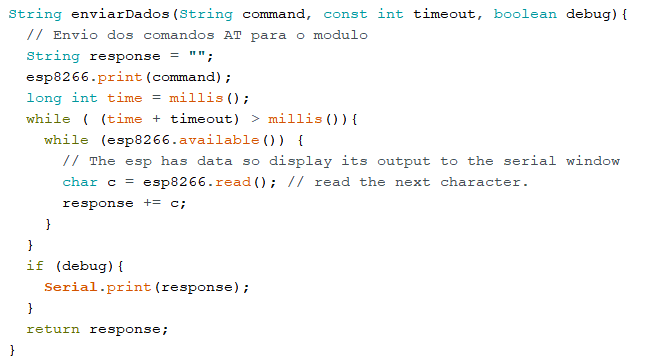 String enviarDados(String command, const int timeout, boolean debug){
  // Envio dos comandos AT para o modulo
  String response = "";
  esp8266.print(command);
  long int time = millis();
  while ( (time + timeout) > millis()){
    while (esp8266.available()) {
      // The esp has data so display its output to the serial window
      char c = esp8266.read(); // read the next character.
      response += c;
    }
  }
  if (debug){
    Serial.print(response);
  }
  return response;
}